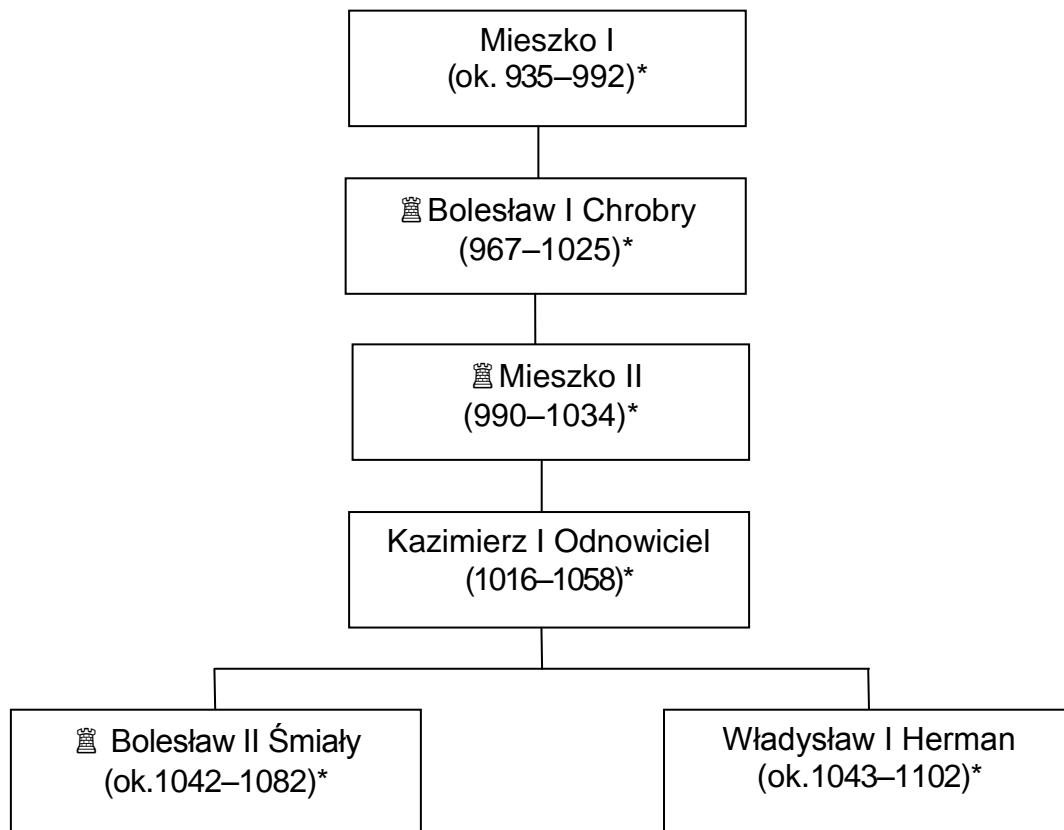 Mieszko I
(ok. 935–992)*
♖Bolesław I Chrobry
(967–1025)*
♖Mieszko II
(990–1034)*
Kazimierz I Odnowiciel
(1016–1058)*
♖ Bolesław II Śmiały
(ok.1042–1082)*
Władysław I Herman
(ok.1043–1102)*